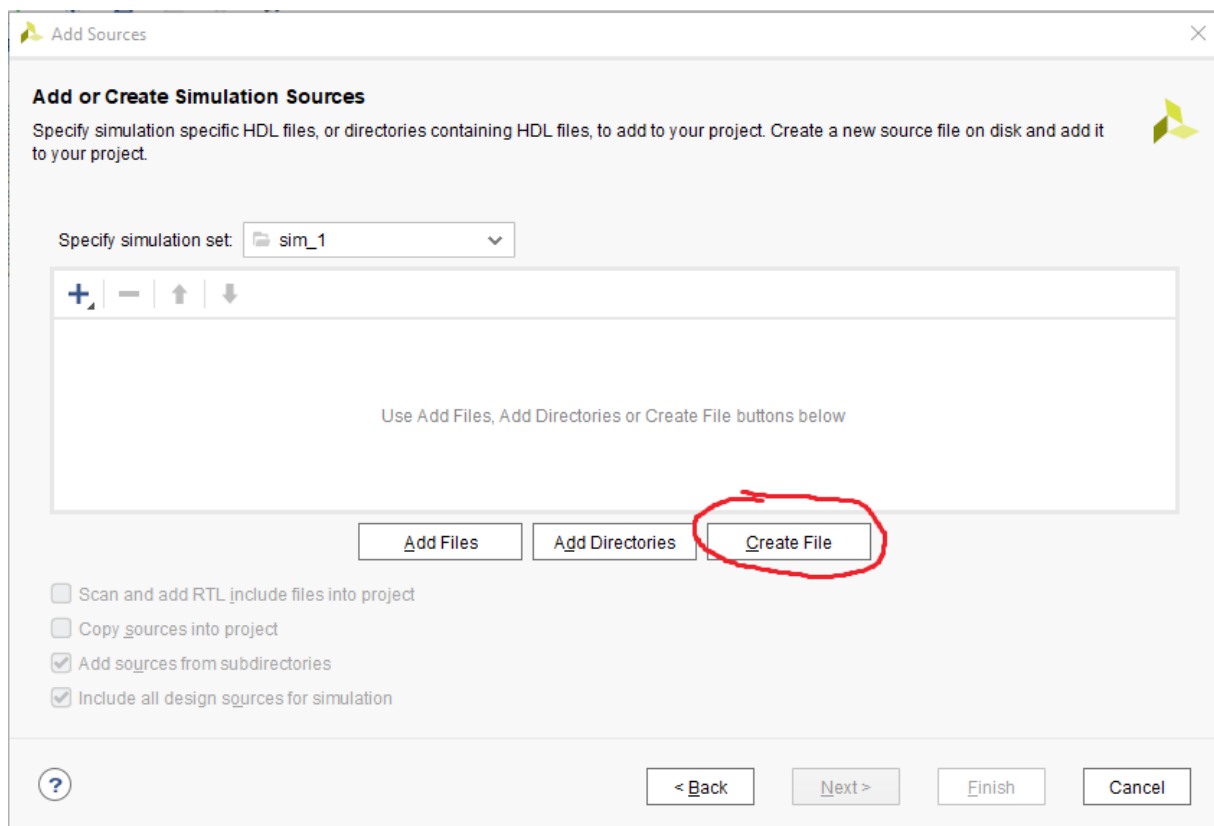 Add Sources
Add or Create Simulation Sources
Specify simulation specific HDL files, or directories containing HDL files, to add to your project. Create a new source file on disk and add it
to your project.
Specify simulation set: sim_1
Use Add Files, Add Directories or Create File buttons below
Add Files Add Directories Create File
Scan and add RTL include files into project
Copy sources into project
Add sources from subdirectories
Include all design sources for simulation
? < Back Next > Finish Cancel